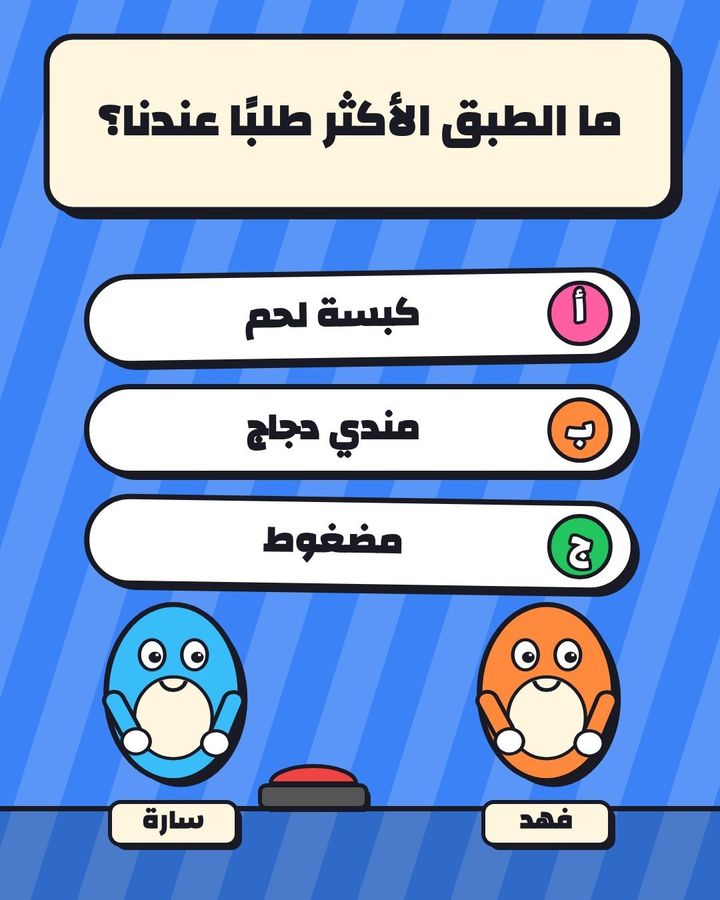 ما الطبق الأكثر طلبًا عندنا؟
أ كبسة لحم
ب مندي دجاج
ج مضغوط
سارة
فهد